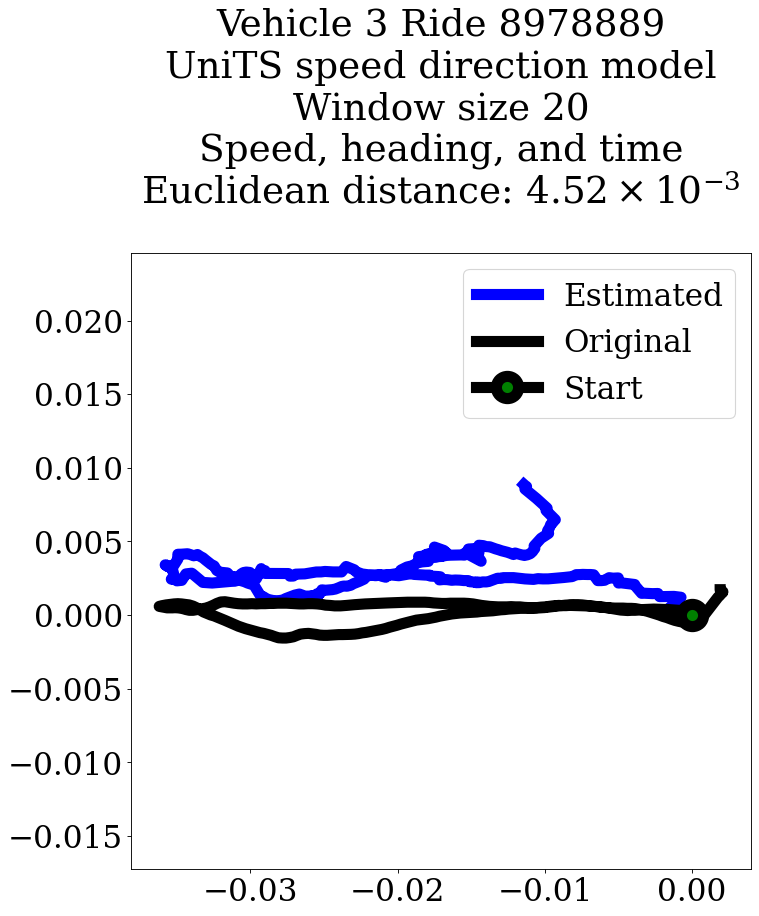 Vehicle 3 Ride 8978889
UniTS speed direction model
Window size 20
Speed, heading, and time
Euclidean distance: 4.52 × 10⁻³
Estimated
Original
Start
0.020
0.015
0.010
0.005
0.000
−0.005
−0.010
−0.015
−0.03 −0.02 −0.01 0.00